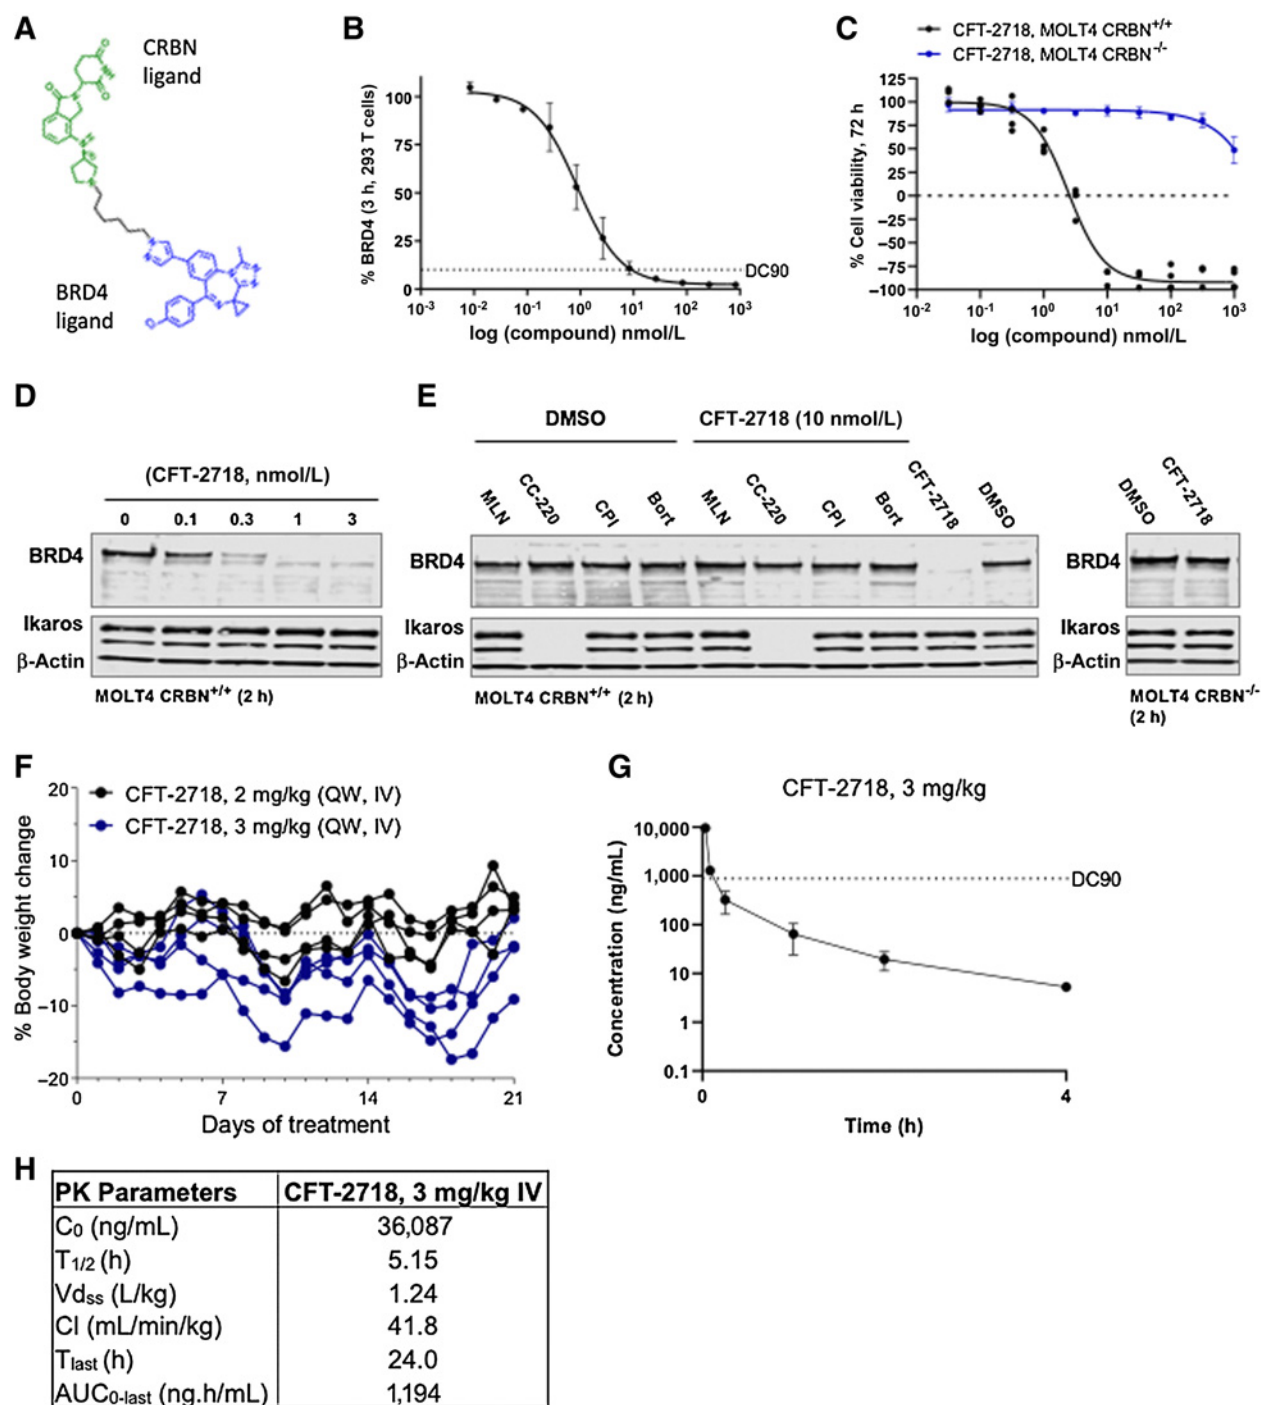 A
CRBN
ligand
BRD4
ligand
B
% BRD4 (3 h, 293 T cells)
100
75
50
25
0
DC90
10-3 10-2 10-1 100 101 102 103
log (compound) nmol/L
C
CFT-2718, MOLT4 CRBN+/+
CFT-2718, MOLT4 CRBN-/-
% Cell viability, 72 h
125
100
75
50
25
0
−25
−50
−75
−100
10-2 10-1 100 101 102 103
log (compound) nmol/L
D
(CFT-2718, nmol/L)
0 0.1 0.3 1 3
BRD4
Ikaros
β-Actin
MOLT4 CRBN+/+ (2 h)
E
DMSO CFT-2718 (10 nmol/L)
MLN CC-220 CPI Bort MLN CC-220 CPI Bort CFT-2718 DMSO
BRD4
Ikaros
β-Actin
MOLT4 CRBN+/+ (2 h)
DMSO CFT-2718
BRD4
Ikaros
β-Actin
MOLT4 CRBN-/-
(2 h)
F
CFT-2718, 2 mg/kg (QW, IV)
CFT-2718, 3 mg/kg (QW, IV)
% Body weight change
20
10
0
−10
−20
0 7 14 21
Days of treatment
G
CFT-2718, 3 mg/kg
Concentration (ng/mL)
10,000
1,000
100
10
1
0.1
DC90
0 4
Time (h)
H
PK Parameters CFT-2718, 3 mg/kg IV
C0 (ng/mL) 36,087
T1/2 (h) 5.15
Vdss (L/kg) 1.24
Cl (mL/min/kg) 41.8
Tlast (h) 24.0
AUC0-last (ng.h/mL) 1,194